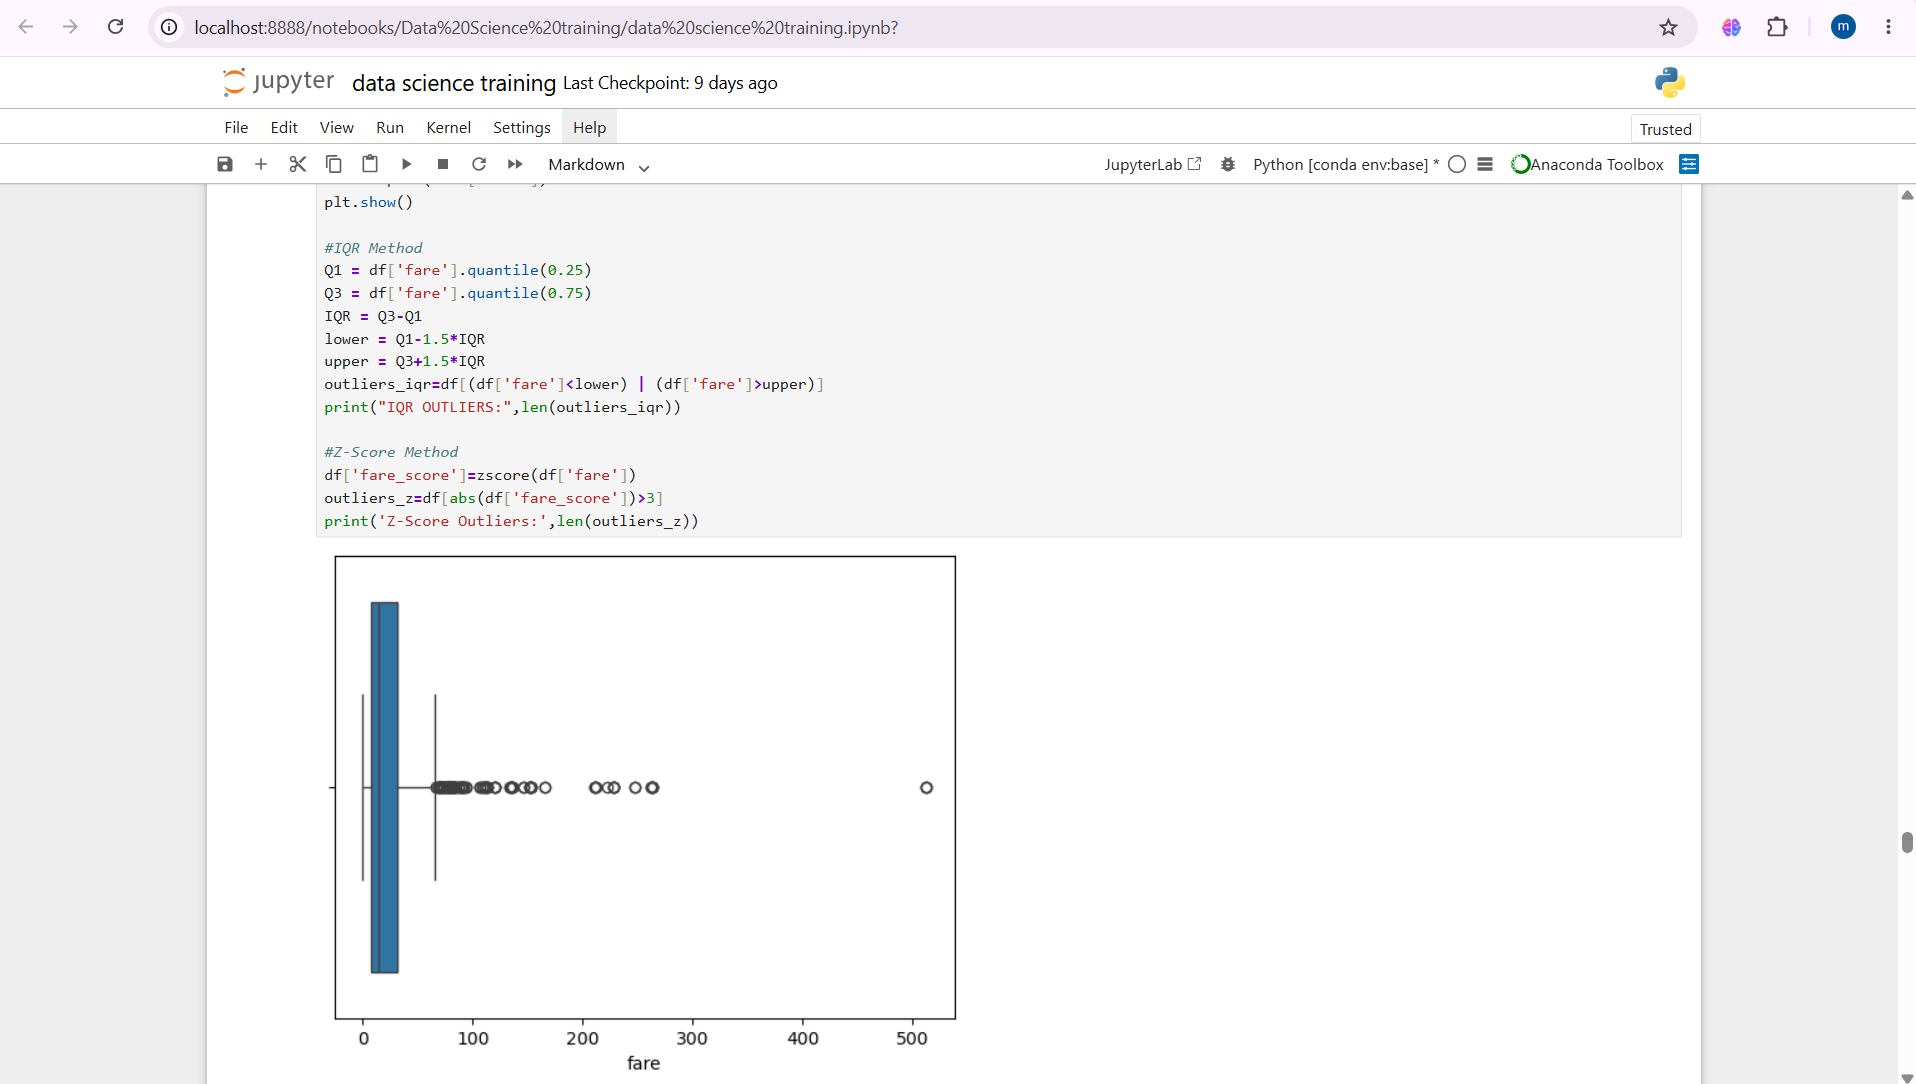 localhost:8888/notebooks/Data%20Science%20training/data%20science%20training.ipynb?
m
jupyter data science training Last Checkpoint: 9 days ago
File Edit View Run Kernel Settings Help
Trusted
Markdown
JupyterLab
Python [conda env:base] *
Anaconda Toolbox
plt.show()
#IQR Method
Q1 = df['fare'].quantile(0.25)
Q3 = df['fare'].quantile(0.75)
IQR = Q3-Q1
lower = Q1-1.5*IQR
upper = Q3+1.5*IQR
outliers_iqr=df[(df['fare']<lower) | (df['fare']>upper)]
print("IQR OUTLIERS:",len(outliers_iqr))
#Z-Score Method
df['fare_score']=zscore(df['fare'])
outliers_z=df[abs(df['fare_score'])>3]
print('Z-Score Outliers:',len(outliers_z))
0 100 200 300 400 500
fare